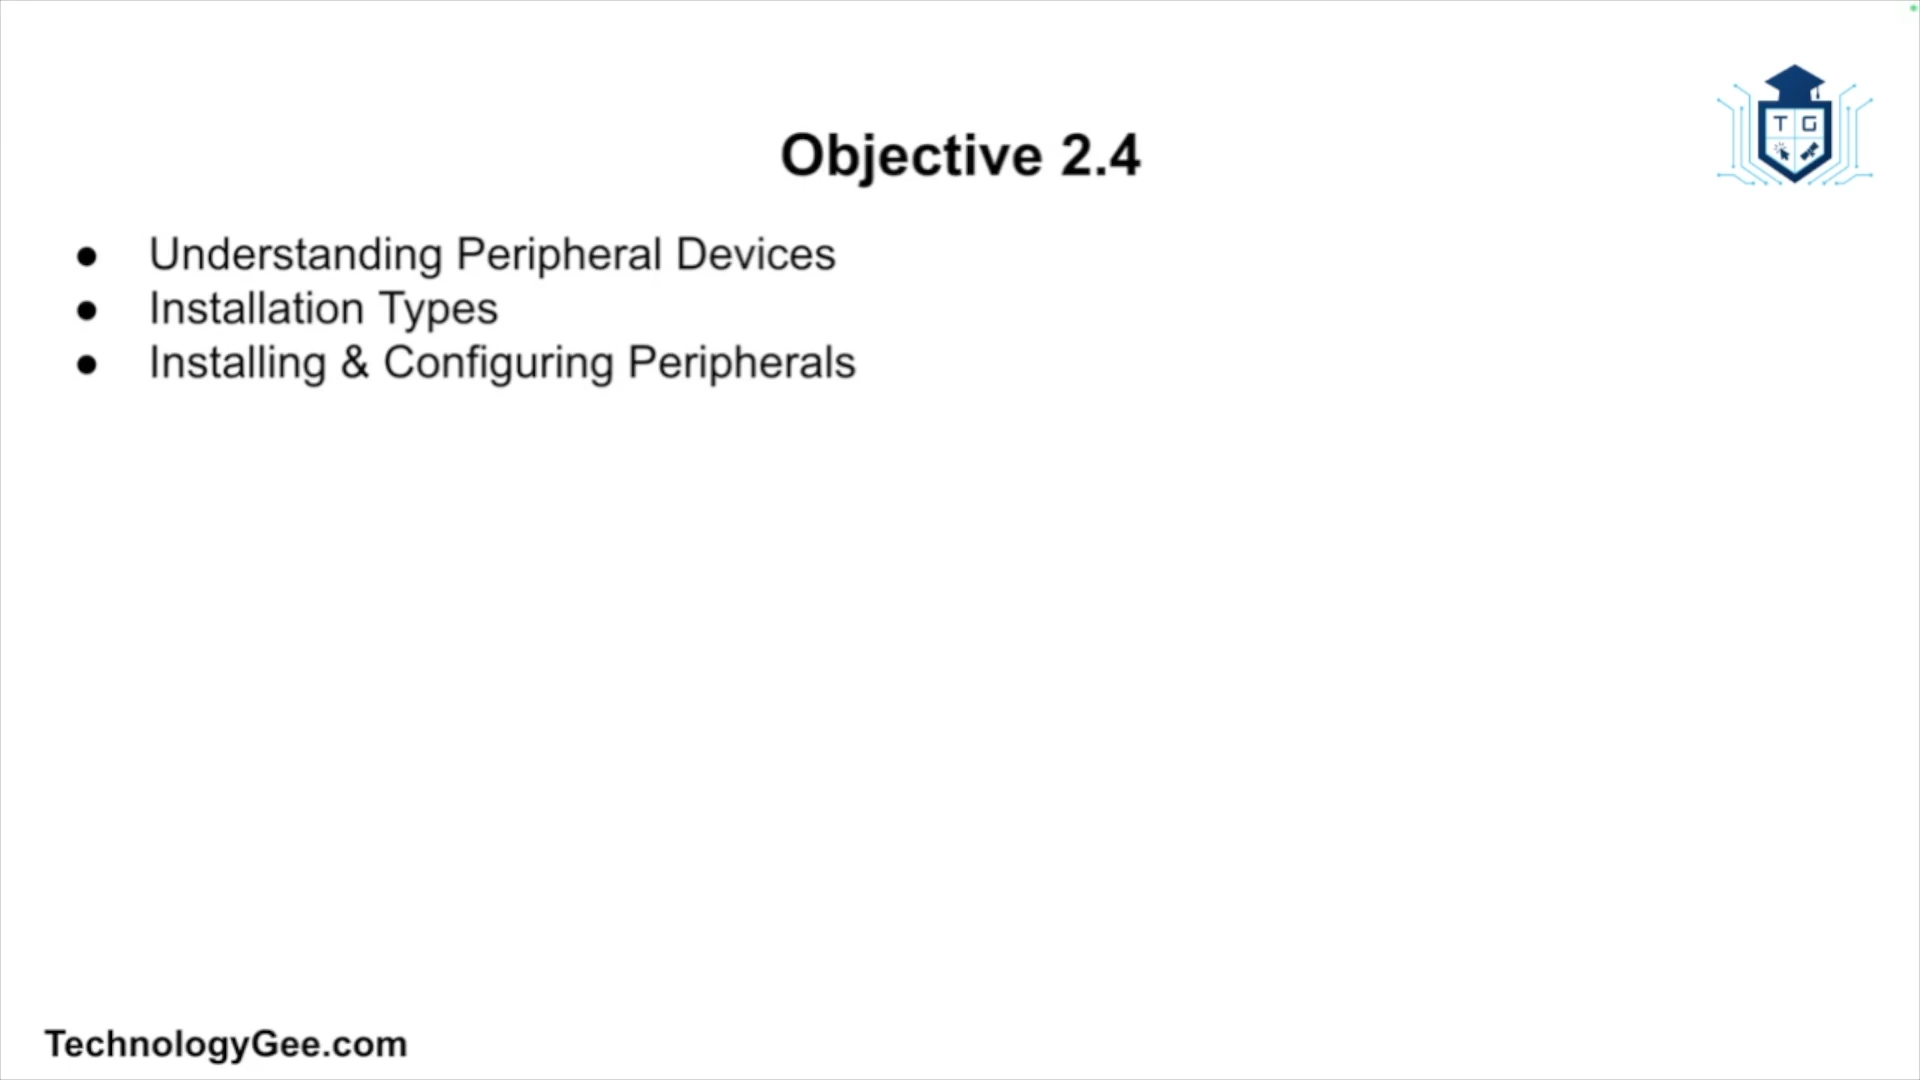 T G
Objective 2.4
● Understanding Peripheral Devices
● Installation Types
● Installing & Configuring Peripherals
TechnologyGee.com